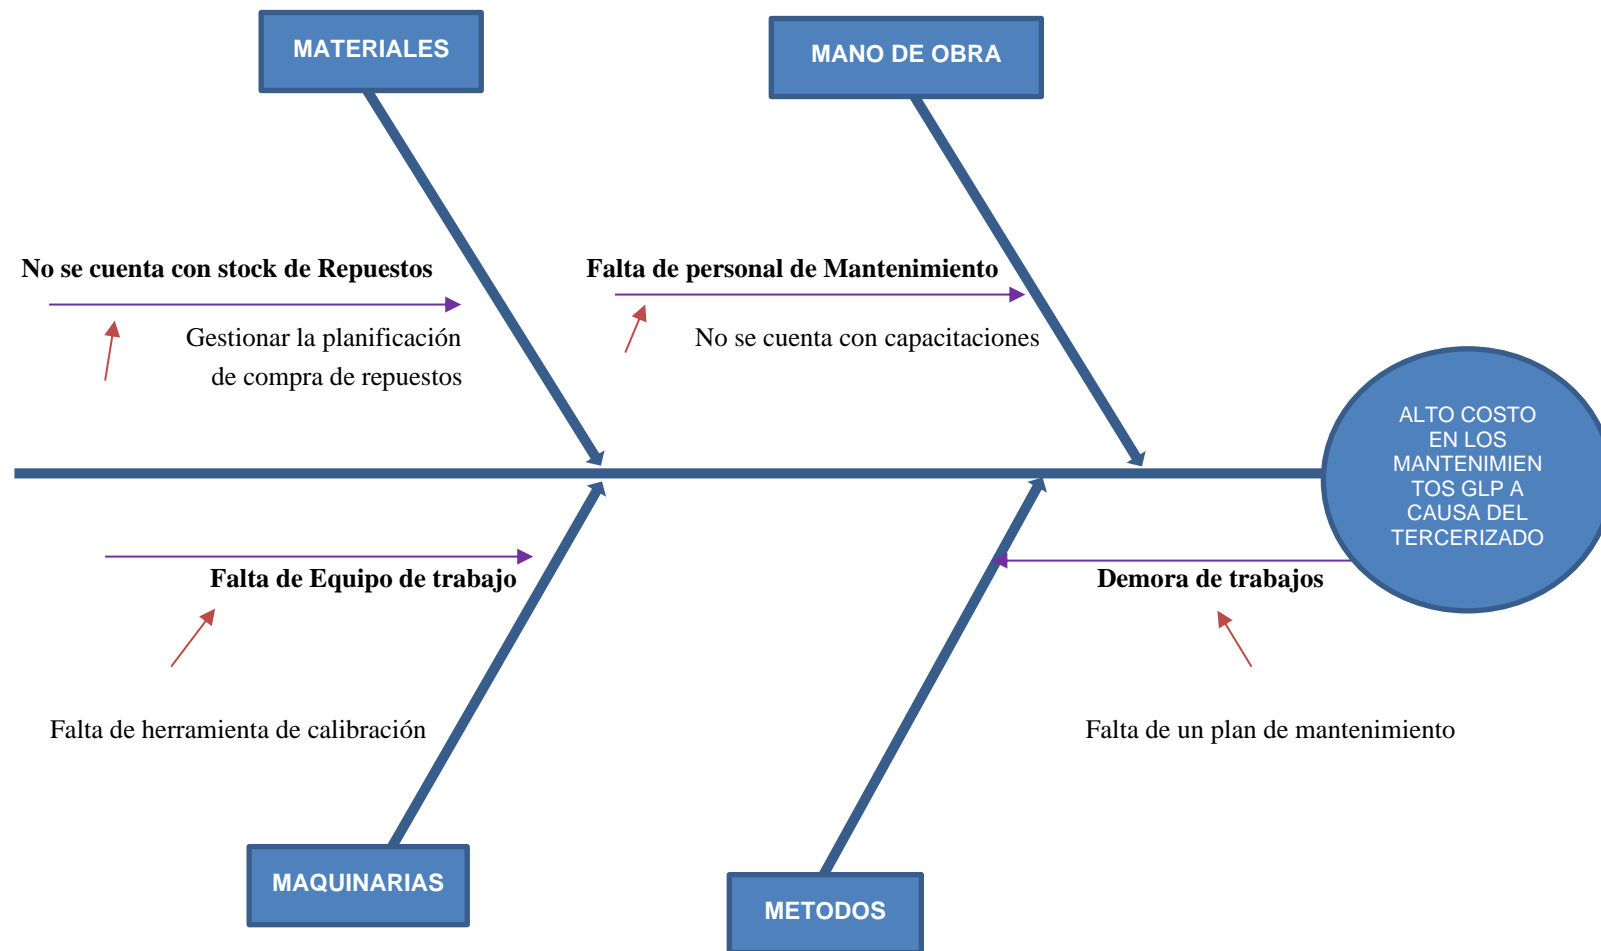 MATERIALES
MANO DE OBRA
No se cuenta con stock de Repuestos
Falta de personal de Mantenimiento
Gestionar la planificación
de compra de repuestos
No se cuenta con capacitaciones
ALTO COSTO
EN LOS
MANTENIMIEN
TOS GLP A
CAUSA DEL
TERCERIZADO
Falta de Equipo de trabajo
Demora de trabajos
Falta de herramienta de calibración
Falta de un plan de mantenimiento
MAQUINARIAS
METODOS